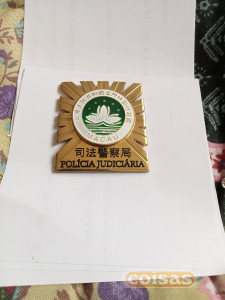 MACAU
司法警察局
POLÍCIA JUDICIÁRIA
coisas